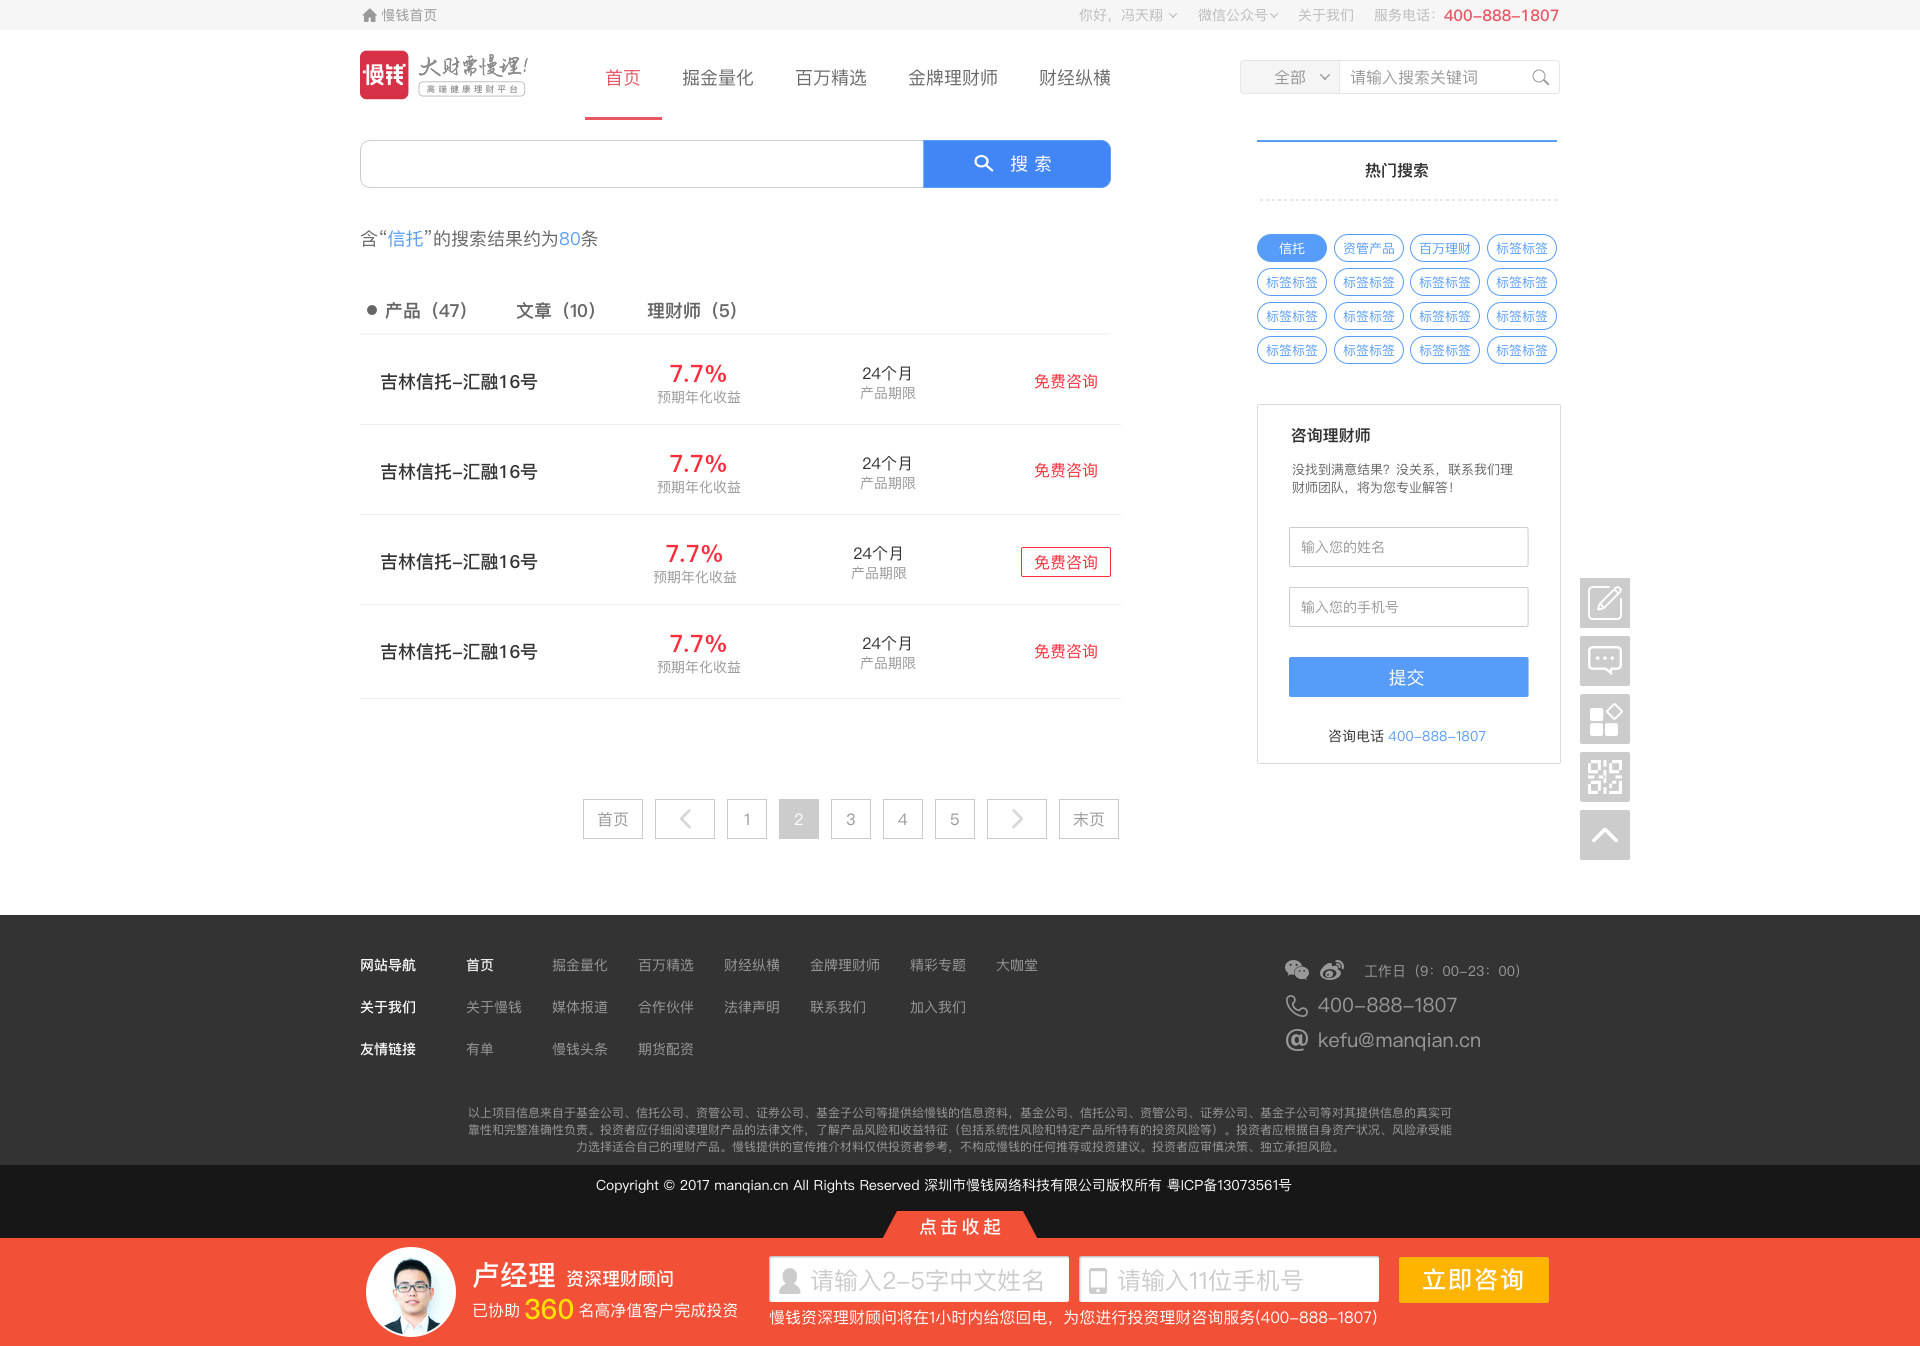 慢钱首页
你好，冯天翔 微信公众号 关于我们 服务电话：400-888-1807
慢钱 大财需慢理！
高端健康理财平台
首页 掘金量化 百万精选 金牌理财师 财经纵横
全部 请输入搜索关键词
搜 索
热门搜索
含“信托”的搜索结果约为80条
信托 资管产品 百万理财 标签标签
标签标签 标签标签 标签标签 标签标签
标签标签 标签标签 标签标签 标签标签
标签标签 标签标签 标签标签 标签标签
产品（47） 文章（10） 理财师（5）
吉林信托-汇融16号 7.7% 预期年化收益 24个月 产品期限 免费咨询
吉林信托-汇融16号 7.7% 预期年化收益 24个月 产品期限 免费咨询
吉林信托-汇融16号 7.7% 预期年化收益 24个月 产品期限 免费咨询
吉林信托-汇融16号 7.7% 预期年化收益 24个月 产品期限 免费咨询
咨询理财师
没找到满意结果？没关系，联系我们理
财师团队，将为您专业解答！
输入您的姓名
输入您的手机号
提交
咨询电话 400-888-1807
首页 1 2 3 4 5 末页
网站导航 首页 掘金量化 百万精选 财经纵横 金牌理财师 精彩专题 大咖堂
关于我们 关于慢钱 媒体报道 合作伙伴 法律声明 联系我们 加入我们
友情链接 有单 慢钱头条 期货配资
工作日（9：00-23：00）
400-888-1807
kefu@manqian.cn
以上项目信息来自于基金公司、信托公司、资管公司、证券公司、基金子公司等提供给慢钱的信息资料，基金公司、信托公司、资管公司、证券公司、基金子公司等对其提供信息的真实可
靠性和完整准确性负责。投资者应仔细阅读理财产品的法律文件，了解产品风险和收益特征（包括系统性风险和特定产品所特有的投资风险等）。投资者应根据自身资产状况、风险承受能
力选择适合自己的理财产品。慢钱提供的宣传推介材料仅供投资者参考，不构成慢钱的任何推荐或投资建议。投资者应审慎决策、独立承担风险。
Copyright © 2017 manqian.cn All Rights Reserved 深圳市慢钱网络科技有限公司版权所有 粤ICP备13073561号
点击收起
卢经理 资深理财顾问
已协助 360 名高净值客户完成投资
请输入2-5字中文姓名 请输入11位手机号 立即咨询
慢钱资深理财顾问将在1小时内给您回电，为您进行投资理财咨询服务(400-888-1807)